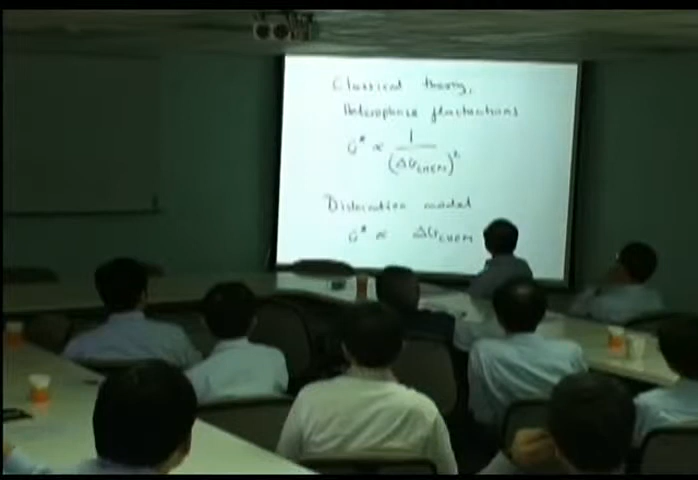 Classical theory,
Heterophase fluctuations
G* ∝ 1/(ΔG_CHEM)²
Dislocation model
G* ∝ ΔG_CHEM